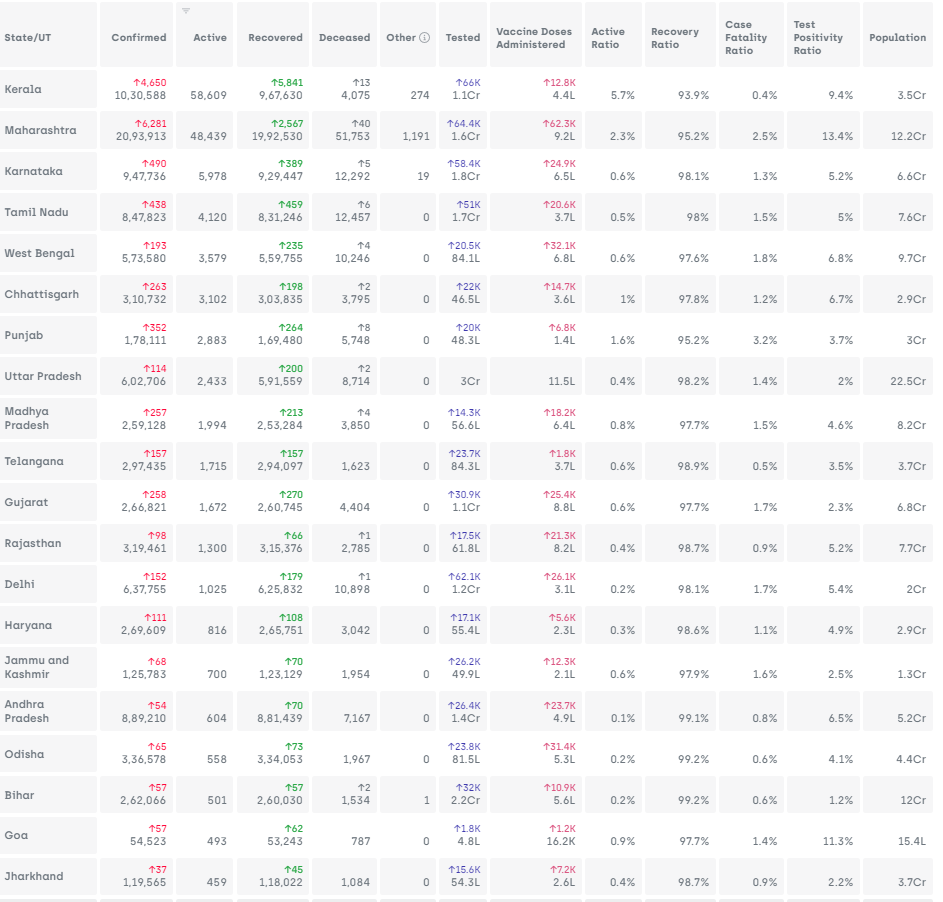 State/UT Confirmed Active Recovered Deceased Other Tested Vaccine Doses Administered Active Ratio Recovery Ratio Case Fatality Ratio Test Positivity Ratio Population
↑4,650 ↑5,841 ↑13 ↑66K ↑12.8K
Kerala 10,30,588 58,609 9,67,630 4,075 274 1.1Cr 4.4L 5.7% 93.9% 0.4% 9.4% 3.5Cr
↑6,281 ↑2,567 ↑40 ↑64.4K ↑62.3K
Maharashtra 20,93,913 48,439 19,92,530 51,753 1,191 1.6Cr 9.2L 2.3% 95.2% 2.5% 13.4% 12.2Cr
↑490 ↑389 ↑5 ↑58.4K ↑24.9K
Karnataka 9,47,736 5,978 9,29,447 12,292 19 1.8Cr 6.5L 0.6% 98.1% 1.3% 5.2% 6.6Cr
↑438 ↑459 ↑6 ↑51K ↑20.6K
Tamil Nadu 8,47,823 4,120 8,31,246 12,457 0 1.7Cr 3.7L 0.5% 98% 1.5% 5% 7.6Cr
↑193 ↑235 ↑4 ↑20.5K ↑32.1K
West Bengal 5,73,580 3,579 5,59,755 10,246 0 84.1L 6.8L 0.6% 97.6% 1.8% 6.8% 9.7Cr
↑263 ↑198 ↑2 ↑22K ↑14.7K
Chhattisgarh 3,10,732 3,102 3,03,835 3,795 0 46.5L 3.6L 1% 97.8% 1.2% 6.7% 2.9Cr
↑352 ↑264 ↑8 ↑20K ↑6.8K
Punjab 1,78,111 2,883 1,69,480 5,748 0 48.3L 1.4L 1.6% 95.2% 3.2% 3.7% 3Cr
↑114 ↑200 ↑2
Uttar Pradesh 6,02,706 2,433 5,91,559 8,714 0 3Cr 11.5L 0.4% 98.2% 1.4% 2% 22.5Cr
↑257 ↑213 ↑4 ↑14.3K ↑18.2K
Madhya Pradesh 2,59,128 1,994 2,53,284 3,850 0 56.6L 6.4L 0.8% 97.7% 1.5% 4.6% 8.2Cr
↑157 ↑157 ↑23.7K ↑1.8K
Telangana 2,97,435 1,715 2,94,097 1,623 0 84.3L 3.7L 0.6% 98.9% 0.5% 3.5% 3.7Cr
↑258 ↑270 ↑30.9K ↑25.4K
Gujarat 2,66,821 1,672 2,60,745 4,404 0 1.1Cr 8.8L 0.6% 97.7% 1.7% 2.3% 6.8Cr
↑98 ↑66 ↑1 ↑17.5K ↑21.3K
Rajasthan 3,19,461 1,300 3,15,376 2,785 0 61.8L 8.2L 0.4% 98.7% 0.9% 5.2% 7.7Cr
↑152 ↑179 ↑1 ↑62.1K ↑26.1K
Delhi 6,37,755 1,025 6,25,832 10,898 0 1.2Cr 3.1L 0.2% 98.1% 1.7% 5.4% 2Cr
↑111 ↑108 ↑17.1K ↑5.6K
Haryana 2,69,609 816 2,65,751 3,042 0 55.4L 2.3L 0.3% 98.6% 1.1% 4.9% 2.9Cr
↑68 ↑70 ↑26.2K ↑12.3K
Jammu and Kashmir 1,25,783 700 1,23,129 1,954 0 49.9L 2.1L 0.6% 97.9% 1.6% 2.5% 1.3Cr
↑54 ↑70 ↑26.4K ↑23.7K
Andhra Pradesh 8,89,210 604 8,81,439 7,167 0 1.4Cr 4.9L 0.1% 99.1% 0.8% 6.5% 5.2Cr
↑65 ↑73 ↑23.8K ↑31.4K
Odisha 3,36,578 558 3,34,053 1,967 0 81.5L 5.3L 0.2% 99.2% 0.6% 4.1% 4.4Cr
↑57 ↑57 ↑2 ↑32K ↑10.9K
Bihar 2,62,066 501 2,60,030 1,534 1 2.2Cr 5.6L 0.2% 99.2% 0.6% 1.2% 12Cr
↑57 ↑62 ↑1.8K ↑1.2K
Goa 54,523 493 53,243 787 0 4.8L 16.2K 0.9% 97.7% 1.4% 11.3% 15.4L
↑37 ↑45 ↑15.6K ↑7.2K
Jharkhand 1,19,565 459 1,18,022 1,084 0 54.3L 2.6L 0.4% 98.7% 0.9% 2.2% 3.7Cr